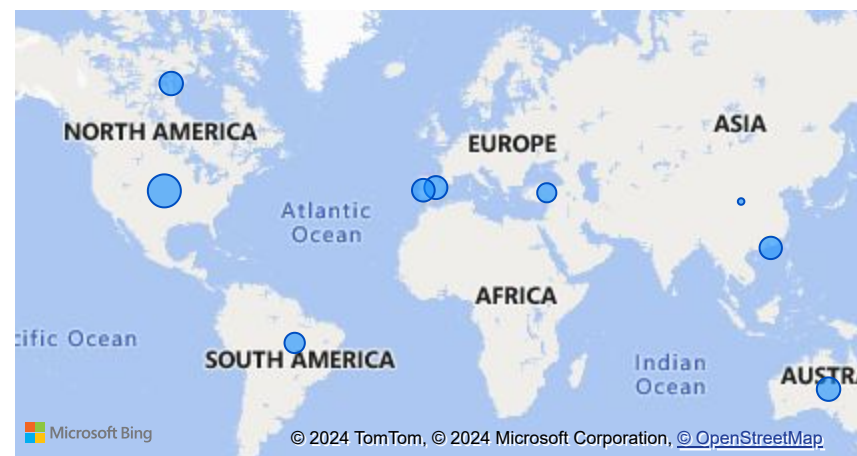 ASIA
NORTH AMERICA
EUROPE
Atlantic
Ocean
AFRICA
cific Ocean
SOUTH AMERICA
Indian
Ocean
AUSTRA
Microsoft Bing
© 2024 TomTom, © 2024 Microsoft Corporation, © OpenStreetMap